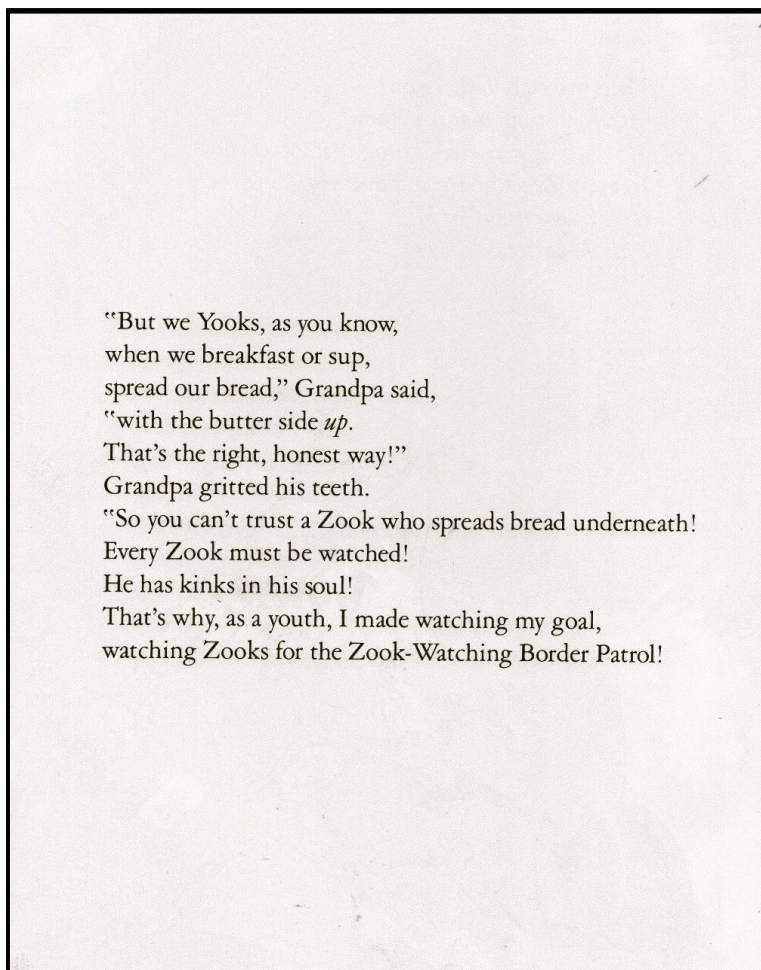 “But we Yooks, as you know,
when we breakfast or sup,
spread our bread,” Grandpa said,
“with the butter side up.
That’s the right, honest way!”
Grandpa gritted his teeth.
“So you can’t trust a Zook who spreads bread underneath!
Every Zook must be watched!
He has kinks in his soul!
That’s why, as a youth, I made watching my goal,
watching Zooks for the Zook-Watching Border Patrol!